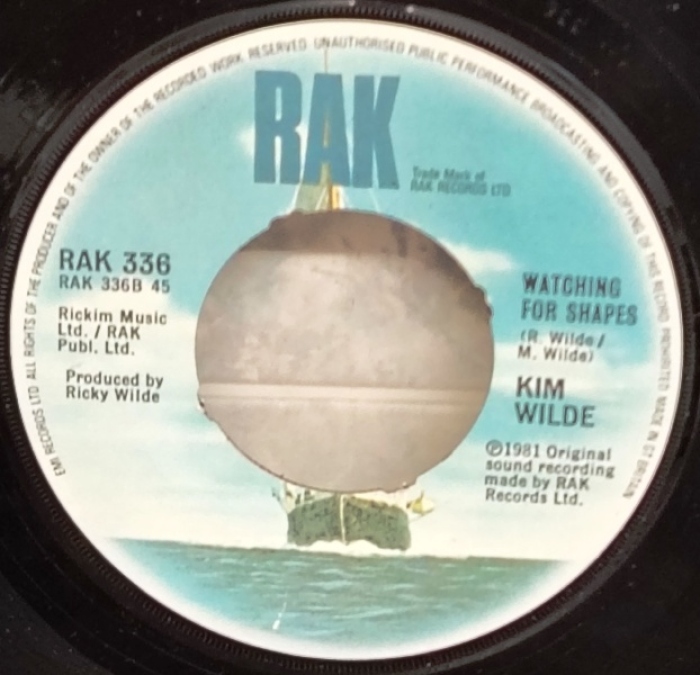 EMI RECORDS LTD ALL RIGHTS OF THE PRODUCER AND OF THE OWNER OF THE RECORDED WORK RESERVED UNAUTHORISED PUBLIC PERFORMANCE BROADCASTING AND COPYING OF THIS RECORD PROHIBITED MADE IN GT BRITAIN
RAK
Trade Mark of
RAK RECORDS LTD
RAK 336
RAK 336B 45
Rickim Music
Ltd. / RAK
Publ. Ltd.
Produced by
Ricky Wilde
WATCHING
FOR SHAPES
(R. Wilde /
M. Wilde)
KIM
WILDE
℗1981 Original
sound recording
made by RAK
Records Ltd.